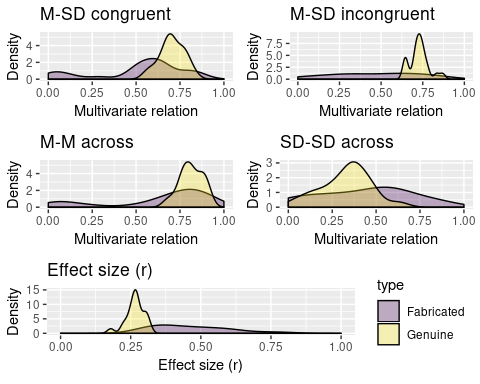 M-SD congruent
Density
4
2
0
0.00 0.25 0.50 0.75 1.00
Multivariate relation
M-SD incongruent
Density
7.5
5.0
2.5
0.0
0.00 0.25 0.50 0.75 1.00
Multivariate relation
M-M across
Density
4
2
0
0.00 0.25 0.50 0.75 1.00
Multivariate relation
SD-SD across
Density
3
2
1
0
0.00 0.25 0.50 0.75 1.00
Multivariate relation
Effect size (r)
Density
15
10
5
0
0.00 0.25 0.50 0.75 1.00
Effect size (r)
type
Fabricated
Genuine